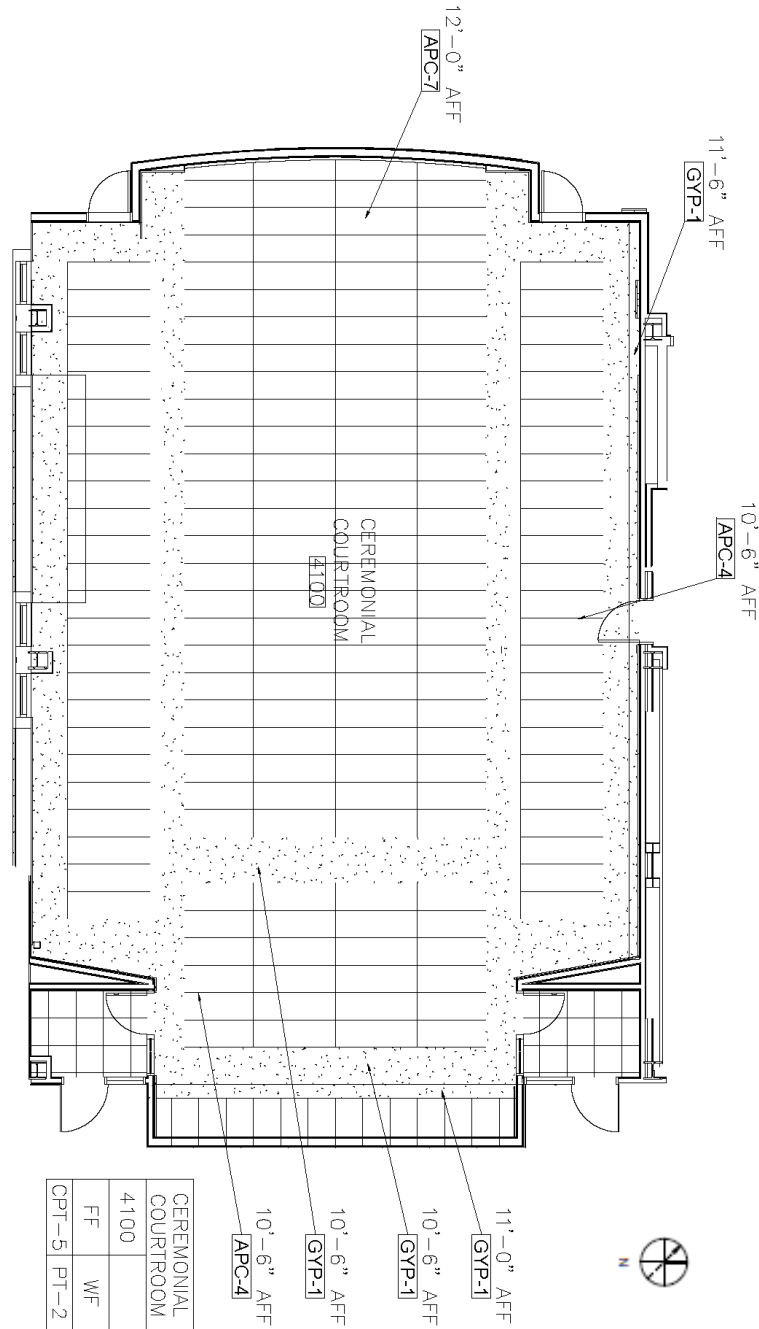 12'-0" AFF
APC-7
11'-6" AFF
GYP-1
10'-6" AFF
APC-4
CEREMONIAL
COURTROOM
4100
11'-0" AFF
GYP-1
10'-6" AFF
GYP-1
10'-6" AFF
GYP-1
10'-6" AFF
APC-4
CEREMONIAL
COURTROOM
4100
FF WF
CPT-5 PT-2
N